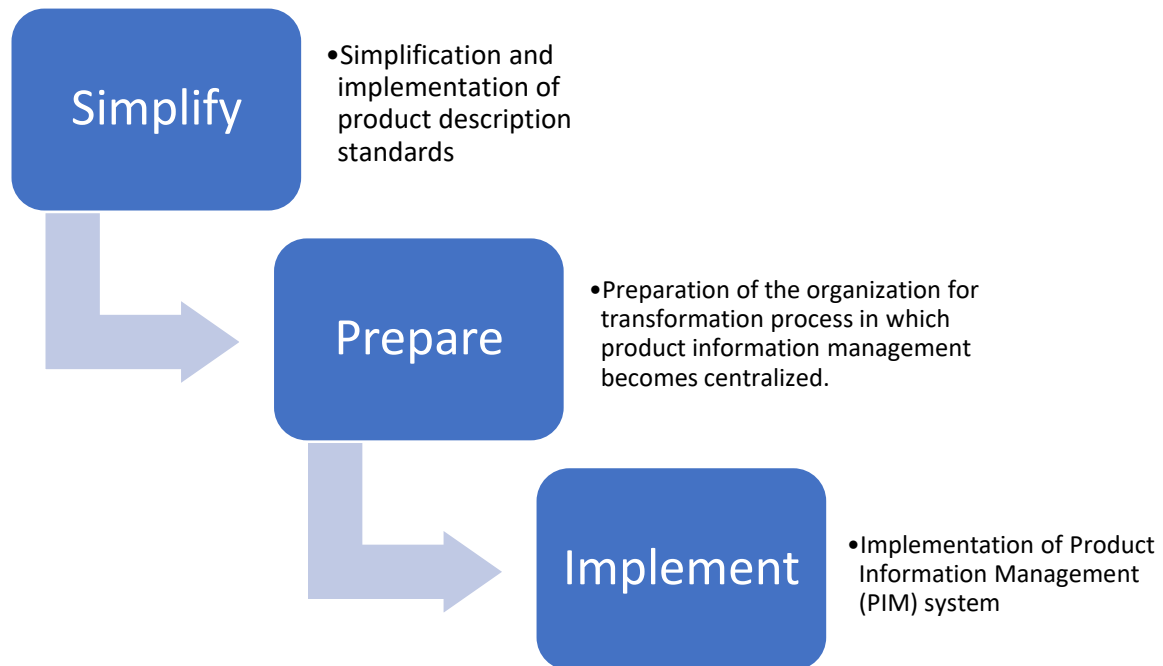 Simplify
•Simplification and
implementation of
product description
standards
Prepare
•Preparation of the organization for
transformation process in which
product information management
becomes centralized.
Implement
•Implementation of Product
Information Management
(PIM) system